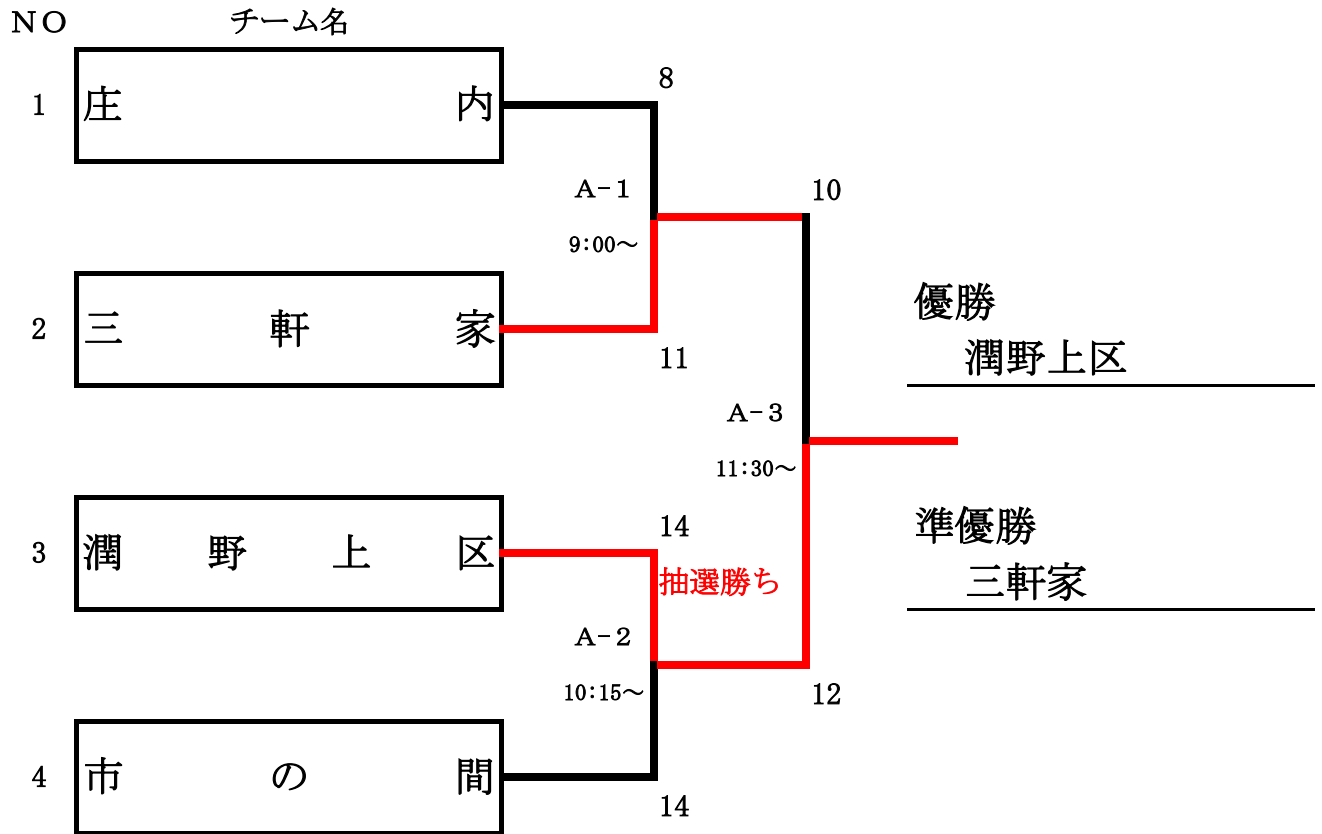 ＮＯ チーム名
8
1 庄内
Ａ-１
10
9:00～
優勝
2 三軒家
潤野上区
11
Ａ-３
11:30～
14
準優勝
3 潤野上区
抽選勝ち
三軒家
Ａ-２
10:15～
12
4 市の間
14